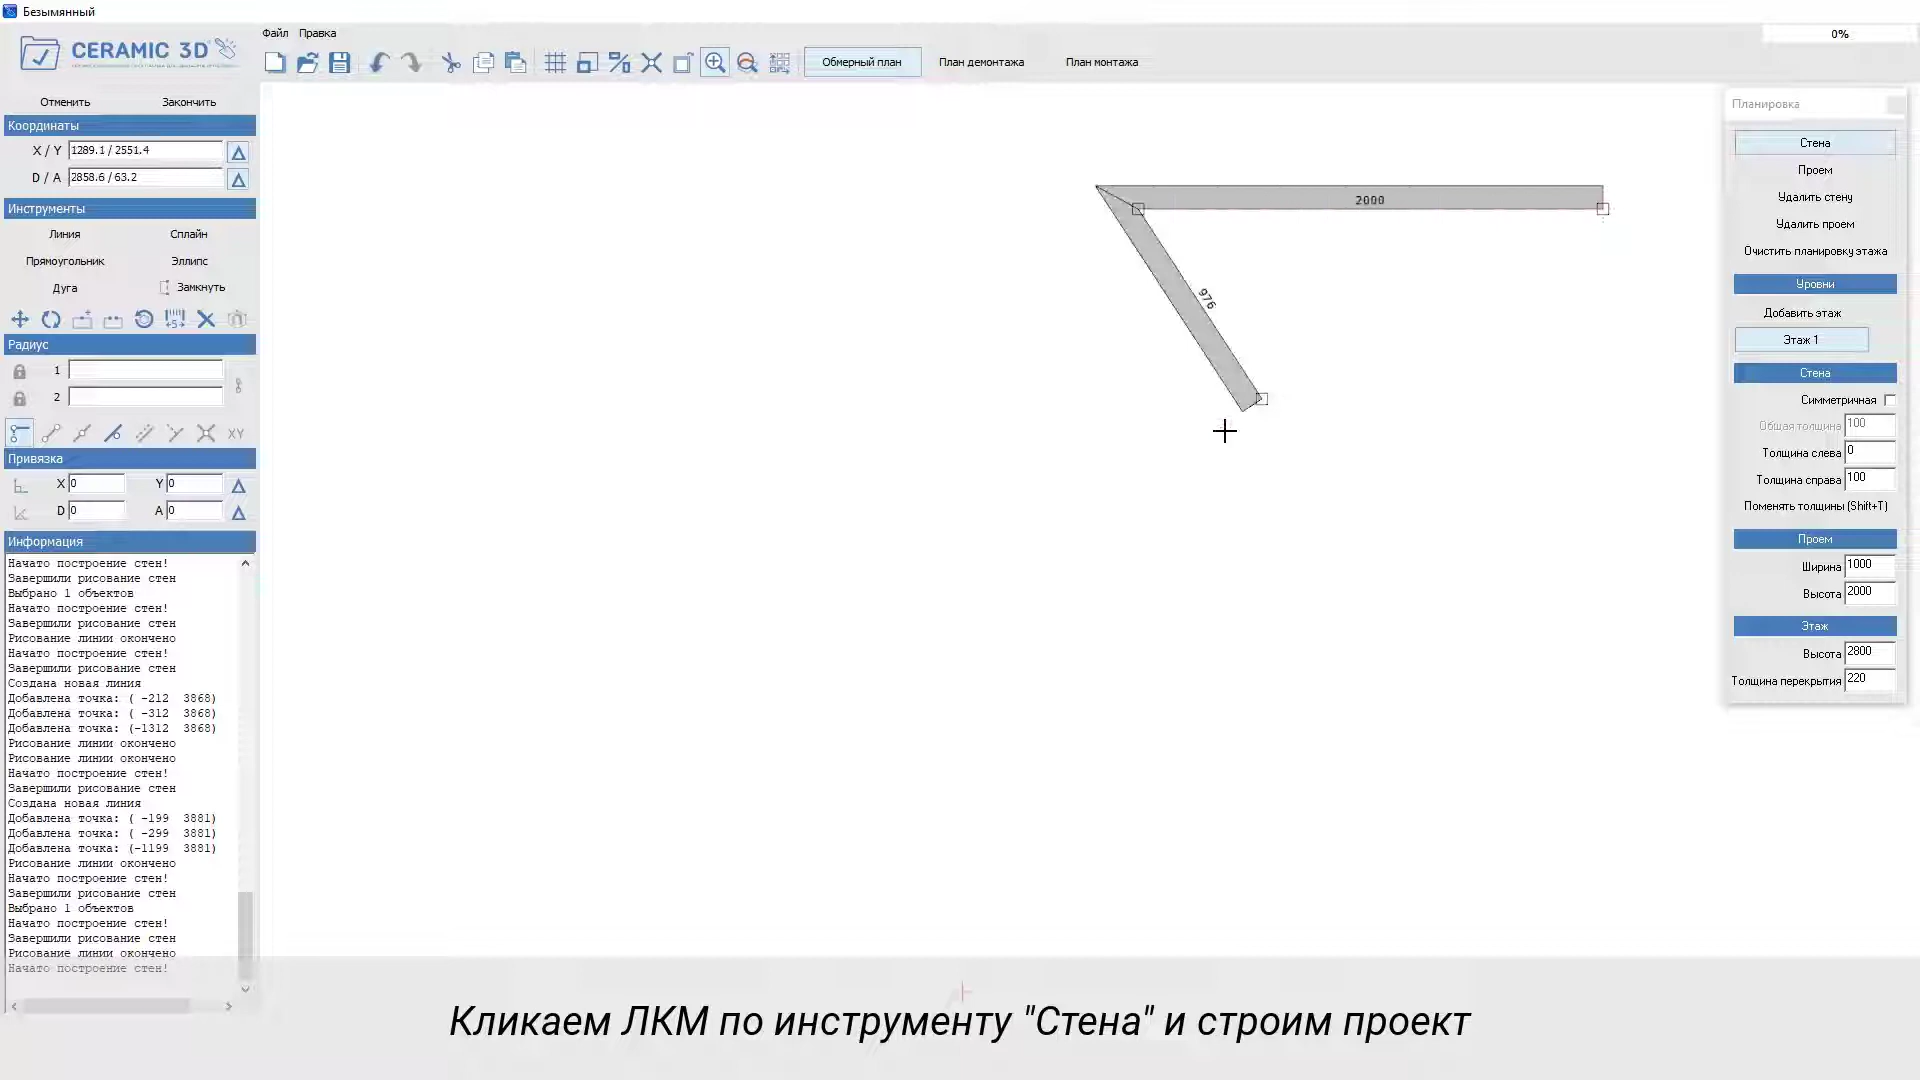 Безымянный
CERAMIC 3D
Файл Правка
0%
Обмерный план План демонтажа План монтажа
Отменить Закончить
Координаты
X / Y 1289.1 / 2551.4
D / A 2858.6 / 63.2
Инструменты
Линия Сплайн
Прямоугольник Эллипс
Дуга Замкнуть
Радиус
1
2
XY
Привязка
X 0 Y 0
D 0 A 0
Информация
Начато построение стен!
Завершили рисование стен
Выбрано 1 объектов
Начато построение стен!
Завершили рисование стен
Рисование линии окончено
Начато построение стен!
Завершили рисование стен
Создана новая линия
Добавлена точка: ( -212 3868)
Добавлена точка: ( -312 3868)
Добавлена точка: (-1312 3868)
Рисование линии окончено
Рисование линии окончено
Начато построение стен!
Завершили рисование стен
Создана новая линия
Добавлена точка: ( -199 3881)
Добавлена точка: ( -299 3881)
Добавлена точка: (-1199 3881)
Рисование линии окончено
Начато построение стен!
Завершили рисование стен
Выбрано 1 объектов
Начато построение стен!
Завершили рисование стен
Рисование линии окончено
Начато построение стен!
2000
976
Планировка
Стена
Проем
Удалить стену
Удалить проем
Очистить планировку этажа
Уровни
Добавить этаж
Этаж 1
Стена
Симметричная
Общая толщина 100
Толщина слева 0
Толщина справа 100
Поменять толщины (Shift+T)
Проем
Ширина 1000
Высота 2000
Этаж
Высота 2800
Толщина перекрытия 220
Кликаем ЛКМ по инструменту "Стена" и строим проект